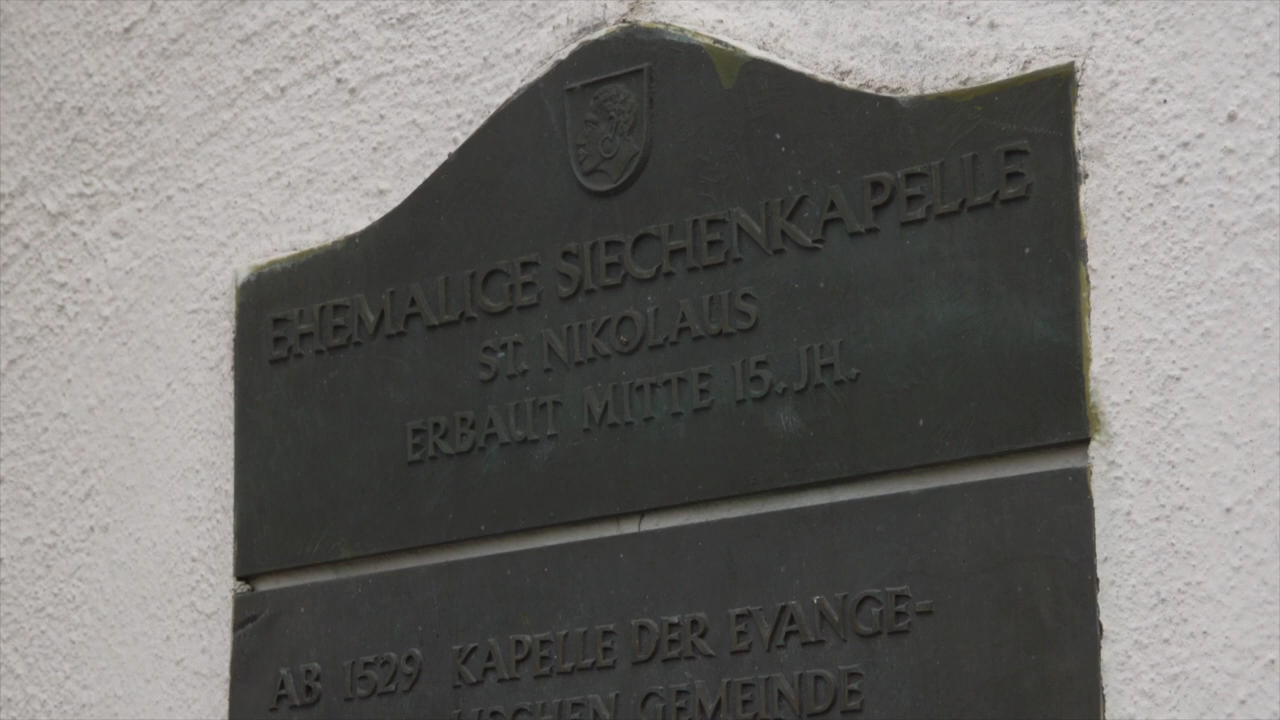 EHEMALIGE SIECHENKAPELLE
ST. NIKOLAUS
ERBAUT MITTE 15. JH.
AB 1529 KAPELLE DER EVANGE-
LISCHEN GEMEINDE